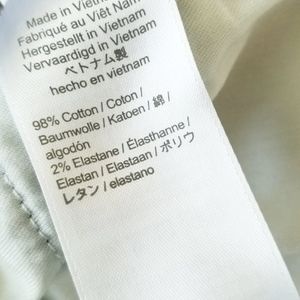 Made in Vietnam
Fabriqué au Viêt Nam
Hergestellt in Vietnam
Vervaardigd in Vietnam
ベトナム製
hecho en vietnam
98% Cotton / Coton /
Baumwolle / Katoen / 綿 /
algodón
2% Elastane / Élasthanne /
Elastan / Elastaan / ポリウ
レタン / elastano